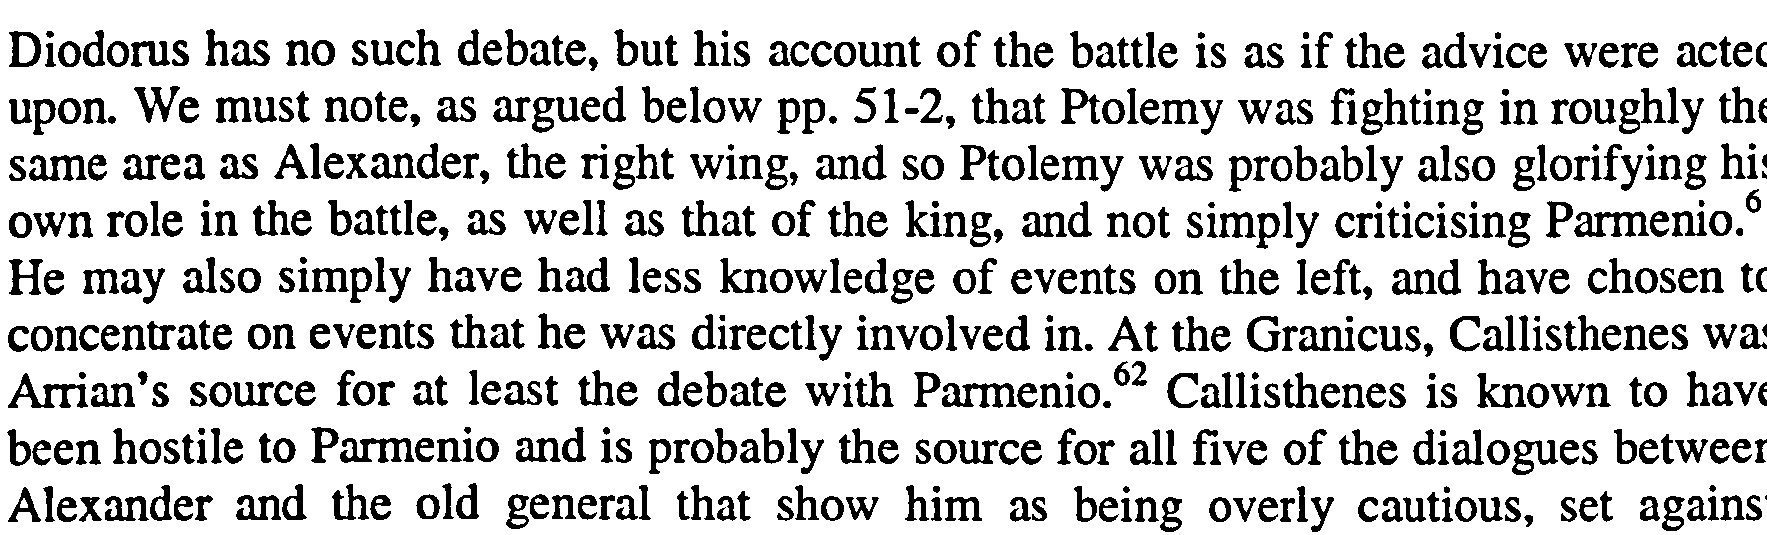 Diodorus has no such debate, but his account of the battle is as if the advice were acted
upon. We must note, as argued below pp. 51-2, that Ptolemy was fighting in roughly the
same area as Alexander, the right wing, and so Ptolemy was probably also glorifying his
own role in the battle, as well as that of the king, and not simply criticising Parmenio.6
He may also simply have had less knowledge of events on the left, and have chosen to
concentrate on events that he was directly involved in. At the Granicus, Callisthenes was
Arrian's source for at least the debate with Parmenio.62 Callisthenes is known to have
been hostile to Parmenio and is probably the source for all five of the dialogues between
Alexander and the old general that show him as being overly cautious, set against